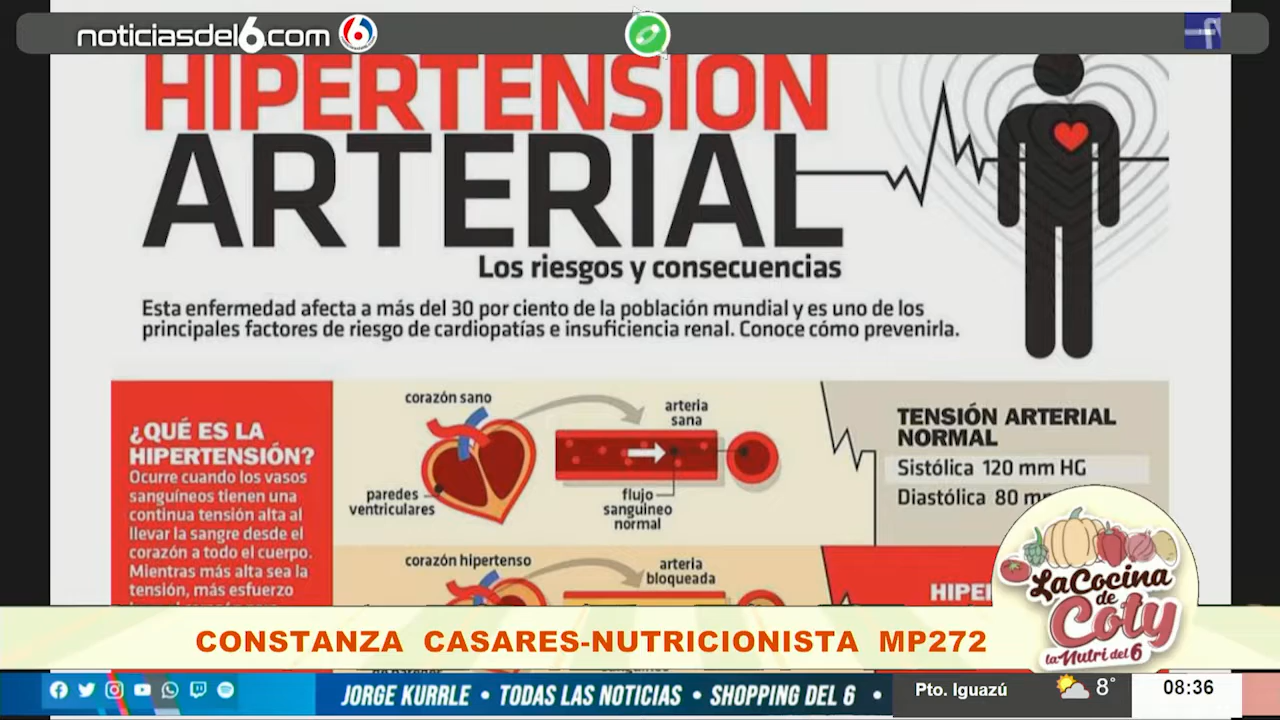 noticiasdel6.com
HIPERTENSIÓN
ARTERIAL
Los riesgos y consecuencias
Esta enfermedad afecta a más del 30 por ciento de la población mundial y es uno de los
principales factores de riesgo de cardiopatías e insuficiencia renal. Conoce cómo prevenirla.
¿QUÉ ES LA
HIPERTENSIÓN?
Ocurre cuando los vasos
sanguíneos tienen una
continua tensión alta al
llevar la sangre desde el
corazón a todo el cuerpo.
Mientras más alta sea la
tensión, más esfuerzo
corazón sano
arteria
sana
paredes
ventriculares
flujo
sanguíneo
normal
corazón hipertenso
arteria
bloqueada
TENSIÓN ARTERIAL
NORMAL
Sistólica 120 mm HG
Diastólica 80 m
HIPE
La Cocina
de
Coty
la Nutri del 6
CONSTANZA CASARES-NUTRICIONISTA MP272
JORGE KURRLE • TODAS LAS NOTICIAS • SHOPPING DEL 6 •
Pto. Iguazú
8°
08:36